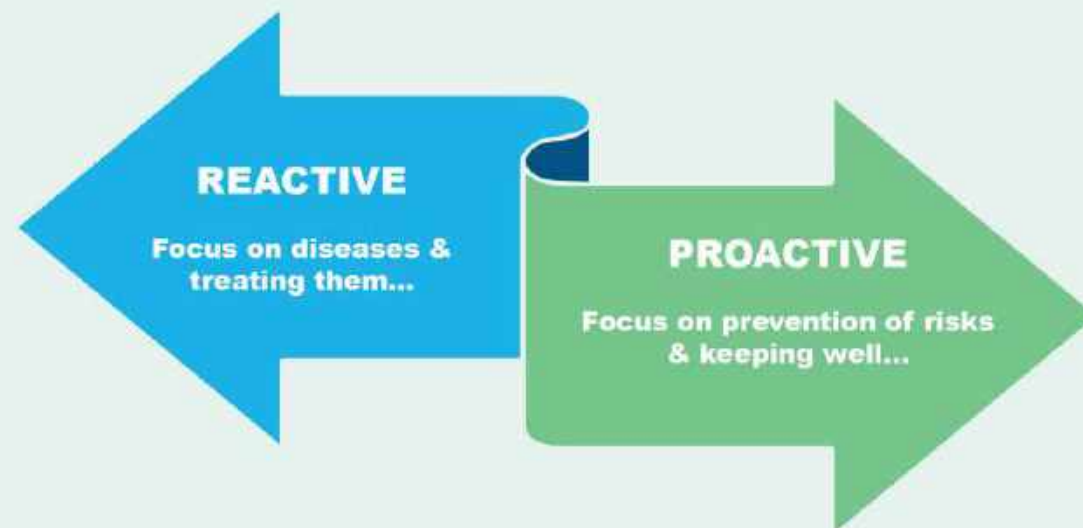 REACTIVE
Focus on diseases &
treating them...
PROACTIVE
Focus on prevention of risks
& keeping well...